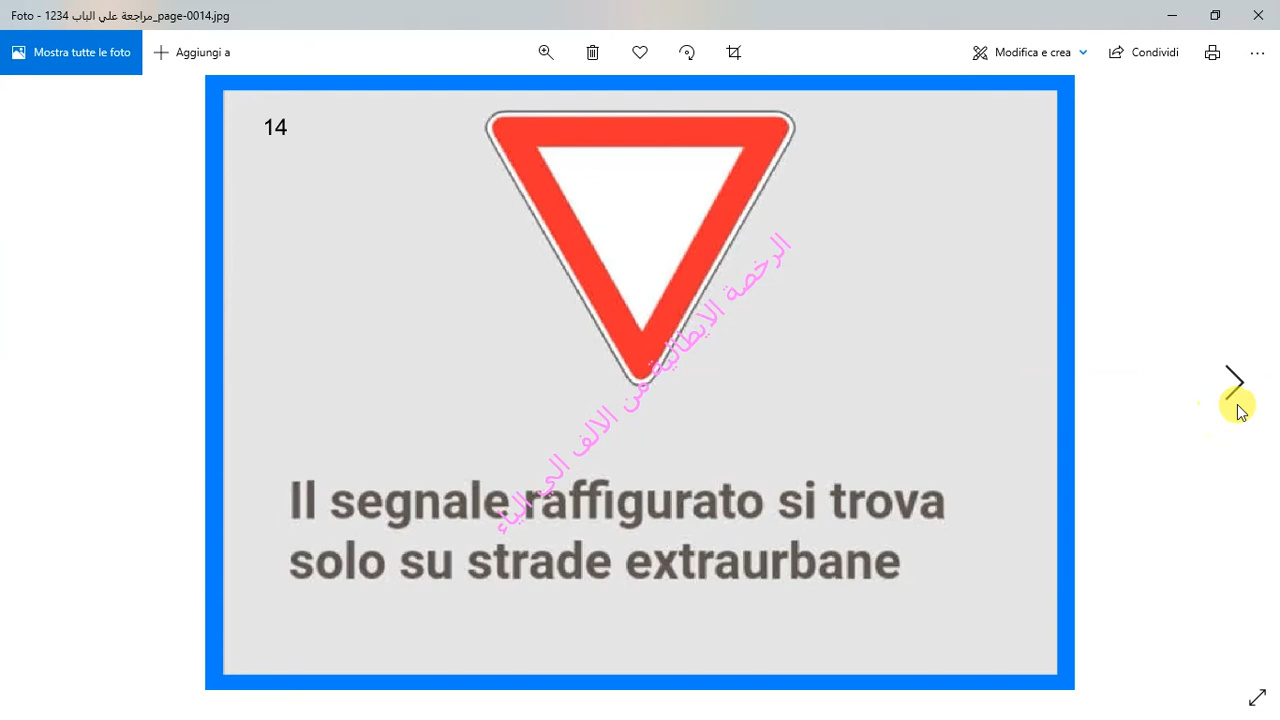 Foto - 1234 مراجعة علي الباب_page-0014.jpg
Mostra tutte le foto
Aggiungi a
Modifica e crea
Condividi
14
الرخصة الايطالية من الالف الي الياء
Il segnale raffigurato si trova
solo su strade extraurbane